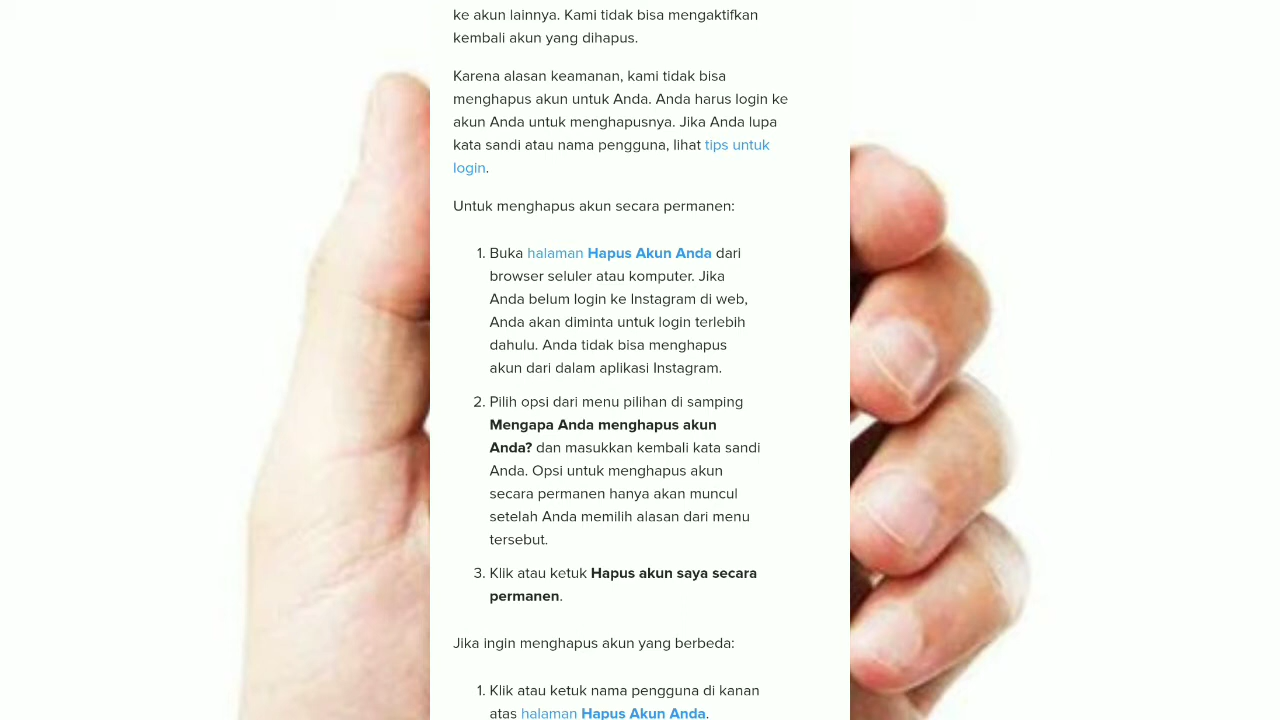 ke akun lainnya. Kami tidak bisa mengaktifkan
kembali akun yang dihapus.
Karena alasan keamanan, kami tidak bisa
menghapus akun untuk Anda. Anda harus login ke
akun Anda untuk menghapusnya. Jika Anda lupa
kata sandi atau nama pengguna, lihat tips untuk
login.
Untuk menghapus akun secara permanen:
1. Buka halaman Hapus Akun Anda dari
browser seluler atau komputer. Jika
Anda belum login ke Instagram di web,
Anda akan diminta untuk login terlebih
dahulu. Anda tidak bisa menghapus
akun dari dalam aplikasi Instagram.
2. Pilih opsi dari menu pilihan di samping
Mengapa Anda menghapus akun
Anda? dan masukkan kembali kata sandi
Anda. Opsi untuk menghapus akun
secara permanen hanya akan muncul
setelah Anda memilih alasan dari menu
tersebut.
3. Klik atau ketuk Hapus akun saya secara
permanen.
Jika ingin menghapus akun yang berbeda:
1. Klik atau ketuk nama pengguna di kanan
atas halaman Hapus Akun Anda.